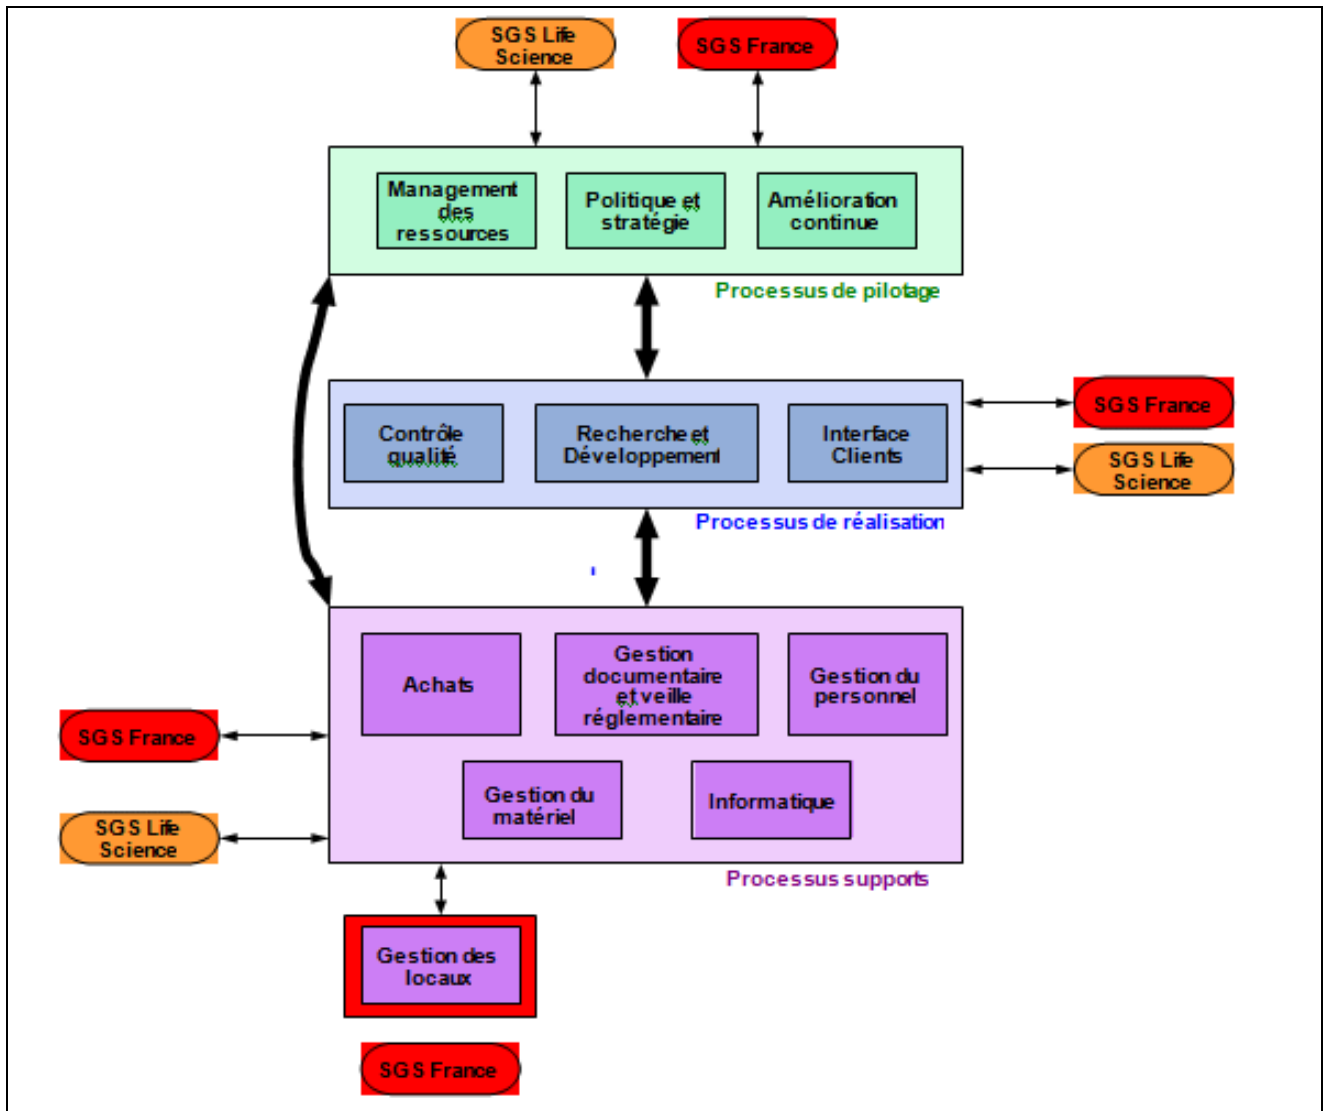 SGS Life
Science
SGS France
Management
des
ressources
Politique et
stratégie
Amélioration
continue
Processus de pilotage
Contrôle
qualité
Recherche et
Développement
Interface
Clients
SGS France
SGS Life
Science
Processus de réalisation
Achats
Gestion
documentaire
et veille
réglementaire
Gestion du
personnel
SGS France
Gestion du
matériel
Informatique
SGS Life
Science
Processus supports
Gestion des
locaux
SGS France